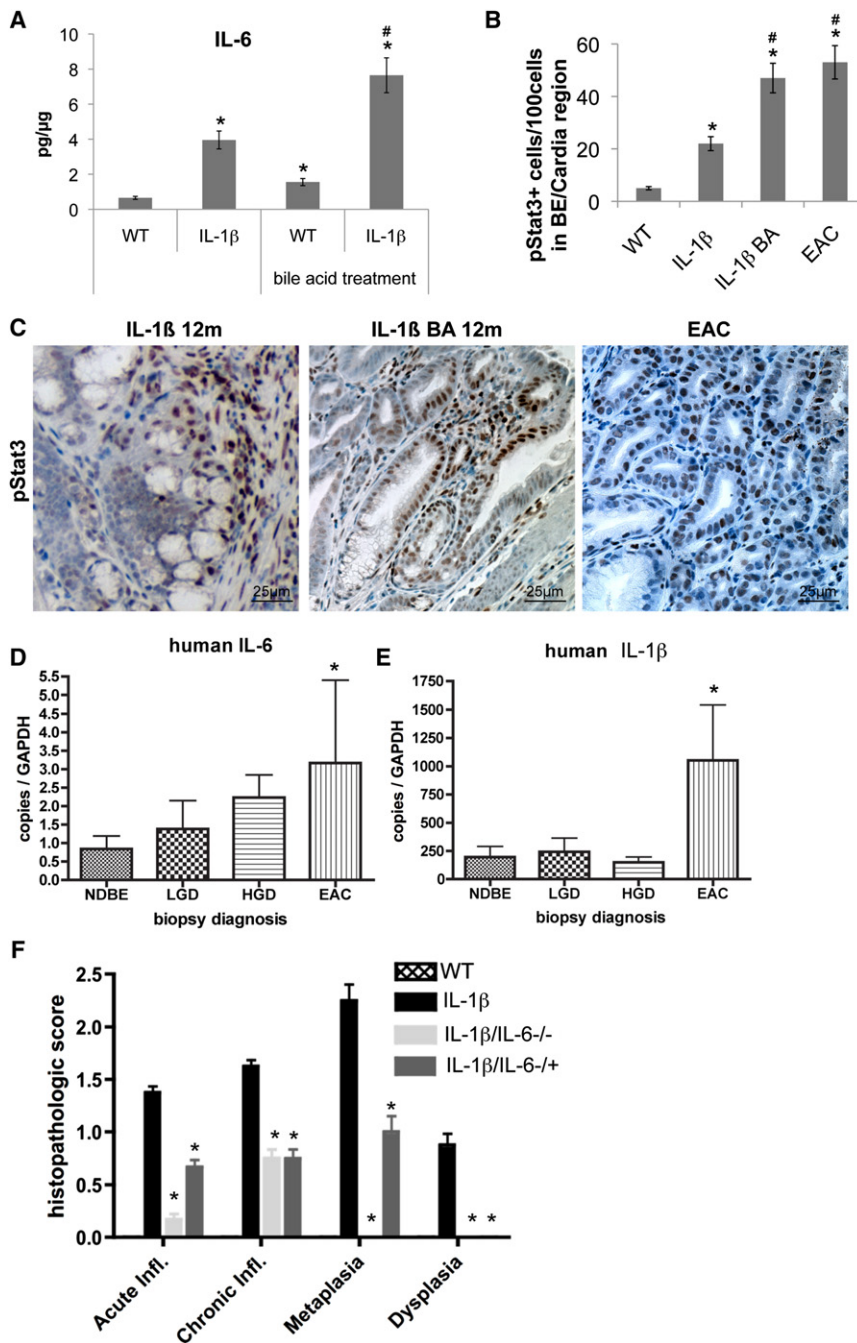 A
IL-6
10
8
6
4
2
0
pg/µg
*
*
#
*
WT
IL-1β
WT
IL-1β
bile acid treatment
B
pStat3+ cells/100cells
in BE/Cardia region
60
40
20
0
*
#
*
#
*
WT
IL-1β
IL-1β BA
EAC
C
IL-1ß 12m
IL-1ß BA 12m
EAC
pStat3
25µm
25µm
25µm
D
human IL-6
copies / GAPDH
5.5
5.0
4.5
4.0
3.5
3.0
2.5
2.0
1.5
1.0
0.5
0.0
*
NDBE
LGD
HGD
EAC
biopsy diagnosis
E
human IL-1β
copies / GAPDH
1750
1500
1250
1000
750
500
250
0
*
NDBE
LGD
HGD
EAC
biopsy diagnosis
F
histopathologic score
2.5
2.0
1.5
1.0
0.5
0.0
WT
IL-1β
IL-1β/IL-6-/-
IL-1β/IL-6-/+
*
*
* *
*
*
* *
Acute Infl.
Chronic Infl.
Metaplasia
Dysplasia